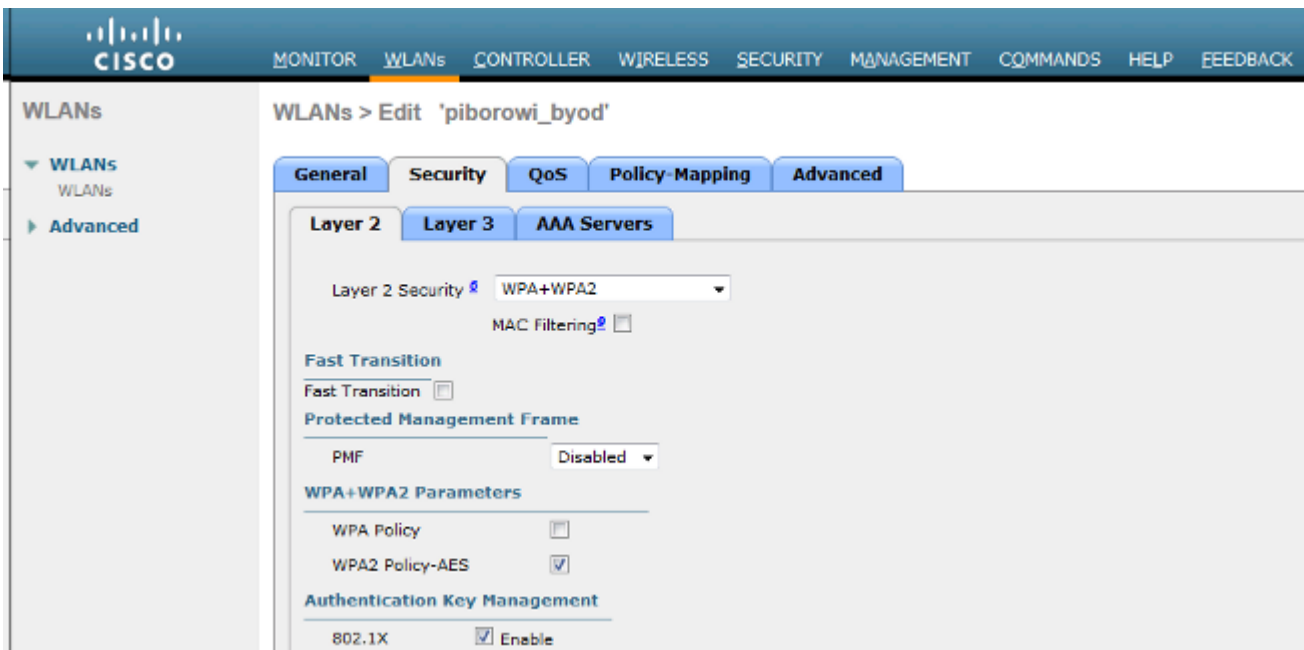 CISCO
MONITOR WLANs CONTROLLER WIRELESS SECURITY MANAGEMENT COMMANDS HELP FEEDBACK
WLANs
WLANs
WLANs
Advanced
WLANs > Edit 'piborowi_byod'
General Security QoS Policy-Mapping Advanced
Layer 2 Layer 3 AAA Servers
Layer 2 Security 6 WPA+WPA2
MAC Filtering 9
Fast Transition
Fast Transition
Protected Management Frame
PMF Disabled
WPA+WPA2 Parameters
WPA Policy
WPA2 Policy-AES
Authentication Key Management
802.1X Enable